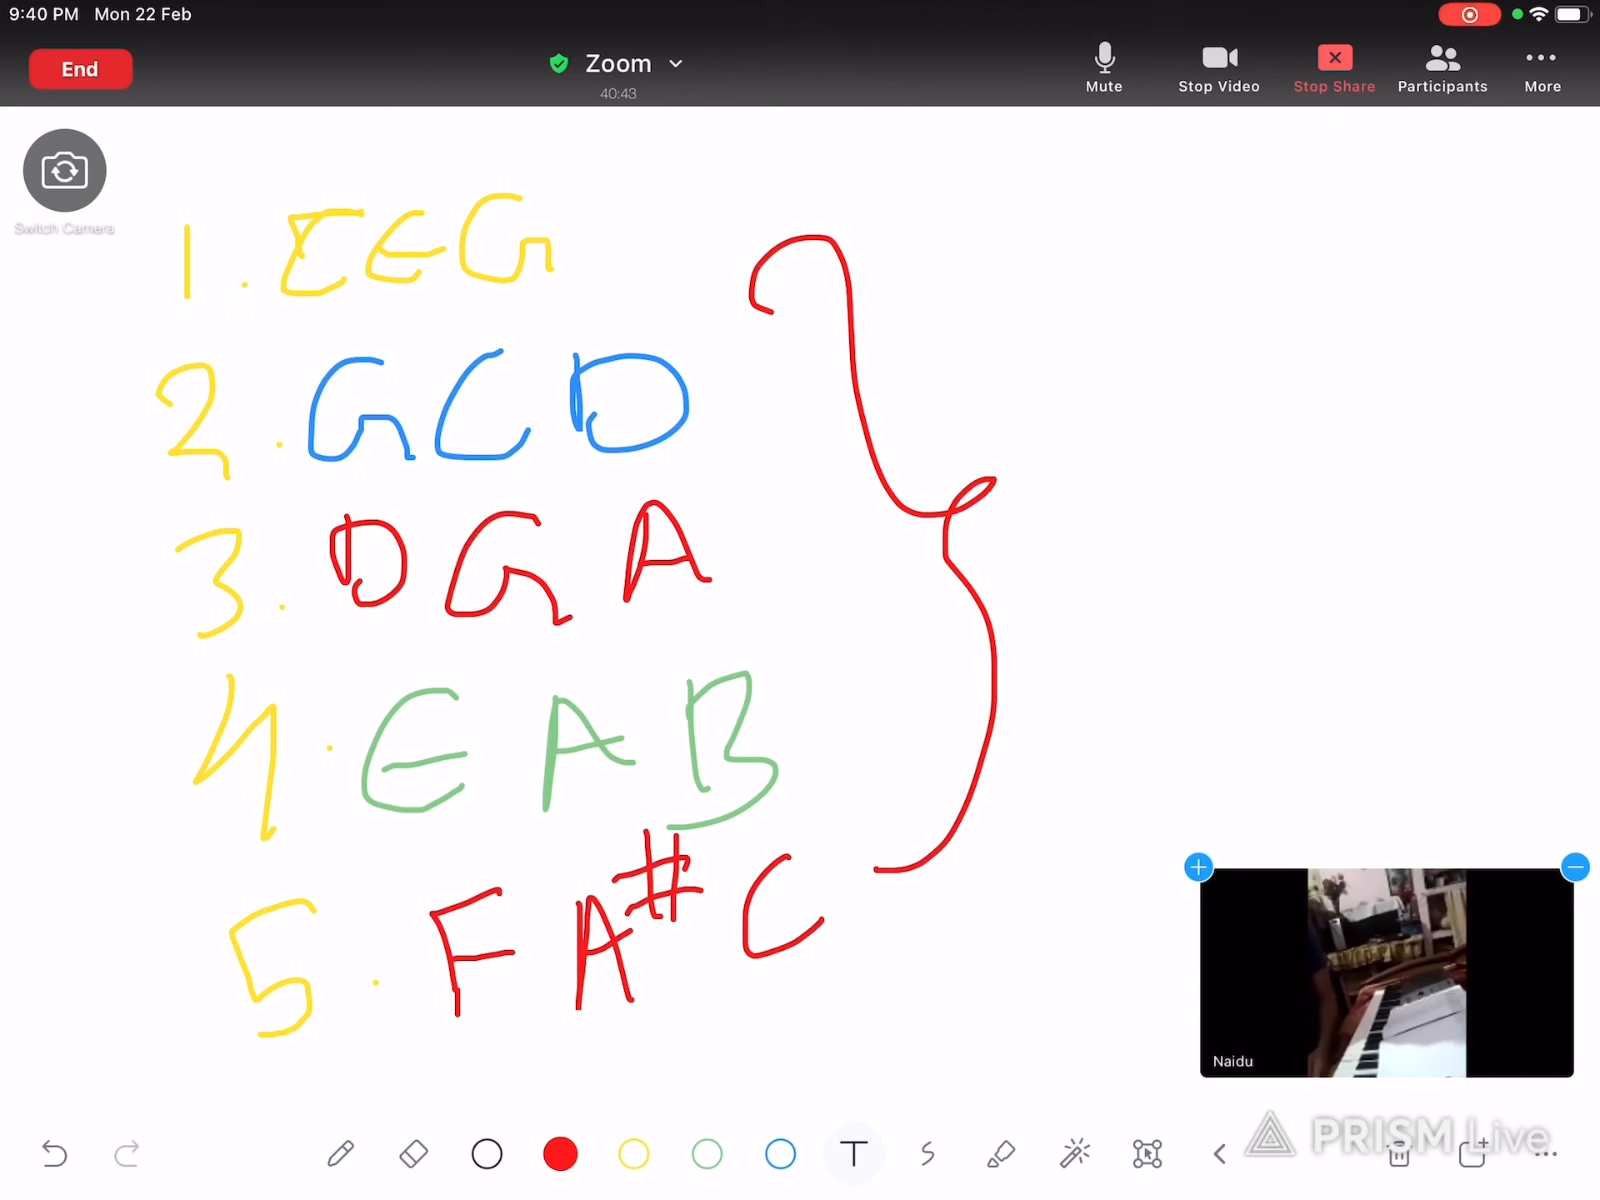 9:40 PM Mon 22 Feb
End
Zoom
40:43
Mute
Stop Video
Stop Share
Participants
More
Switch Camera
1. EEG
2. GCD
3. DGA
4. EAB
5. FA#C
Naidu
PRISM Live
T